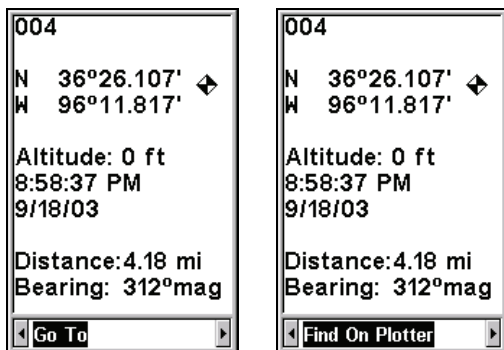 004
N 36º26.107'
W 96º11.817'
Altitude: 0 ft
8:58:37 PM
9/18/03
Distance:4.18 mi
Bearing: 312ºmag
Go To
004
N 36º26.107'
W 96º11.817'
Altitude: 0 ft
8:58:37 PM
9/18/03
Distance:4.18 mi
Bearing: 312ºmag
Find On Plotter